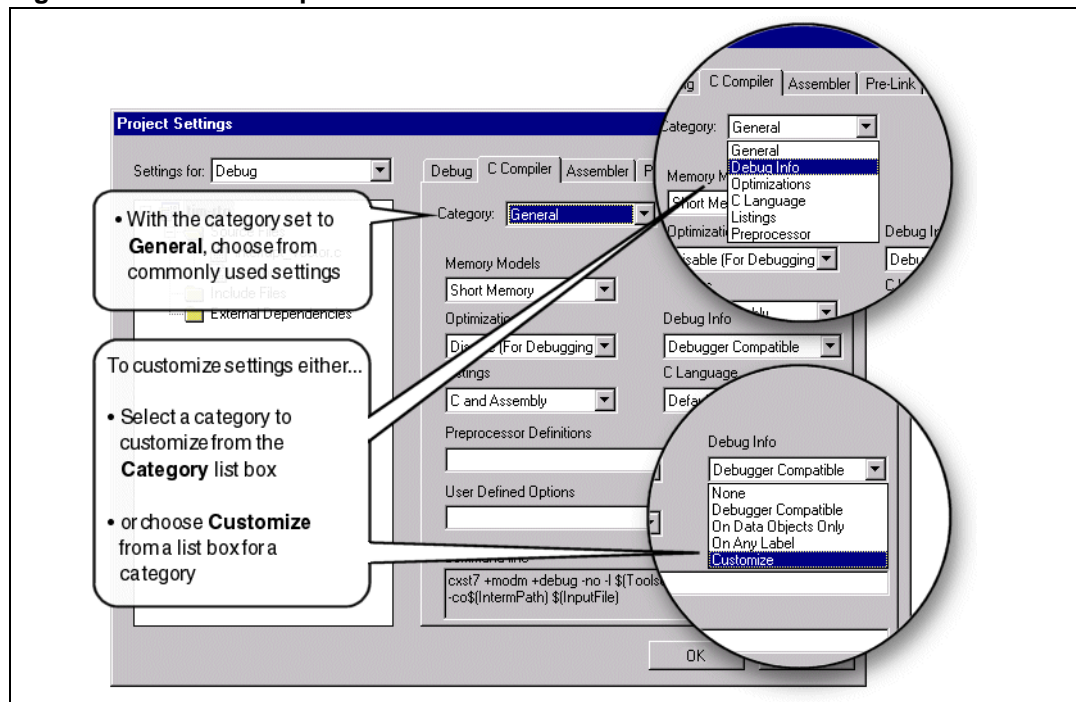 Project Settings
Settings for: Debug
Debug C Compiler Assembler P
Category: General
• With the category set to
General, choose from
commonly used settings
Include Files
External Dependencies
Memory Models
Short Memory
Debug Info
(For Debugging
Debugger Compatible
C Language
C and Assembly
Preprocessor Definitions
User Defined Options
cxst7 +modm +debug -no -l $(Tools
-co$(IntermPath) $(InputFile)
OK
To customize settings either...
• Select a category to
customize from the
Category list box
• or choose Customize
from a list box for a
category
C Compiler Assembler Pre-Link
Category: General
General
Debug Info
Optimizations
C Language
Listings
Preprocessor
(For Debugging
Debug Info
Debugger Compatible
None
Debugger Compatible
On Data Objects Only
On Any Label
Customize